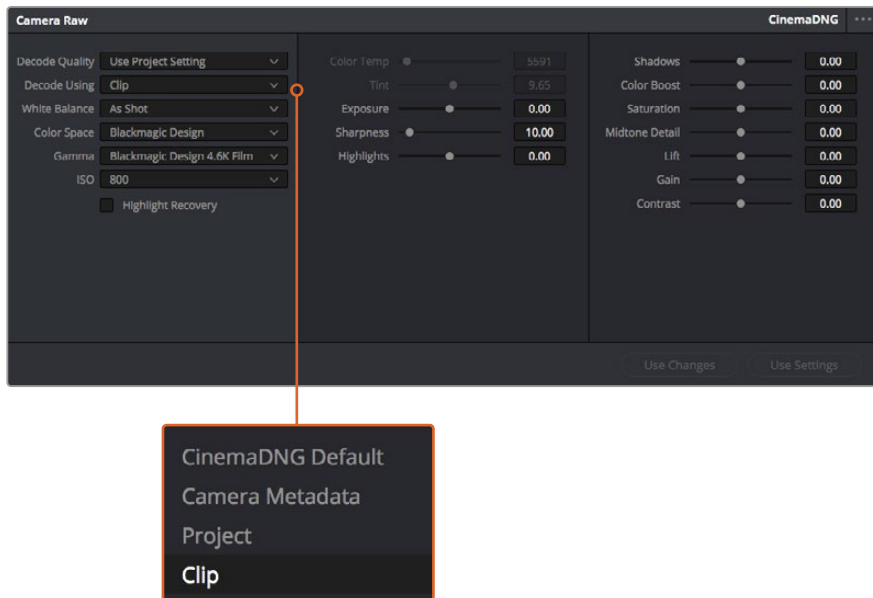 Camera Raw
CinemaDNG
Decode Quality Use Project Setting
Decode Using Clip
White Balance As Shot
Color Space Blackmagic Design
Gamma Blackmagic Design 4.6K Film
ISO 800
Highlight Recovery
Color Temp 5591
Tint 9.65
Exposure 0.00
Sharpness 10.00
Highlights 0.00
Shadows 0.00
Color Boost 0.00
Saturation 0.00
Midtone Detail 0.00
Lift 0.00
Gain 0.00
Contrast 0.00
Use Changes
Use Settings
CinemaDNG Default
Camera Metadata
Project
Clip